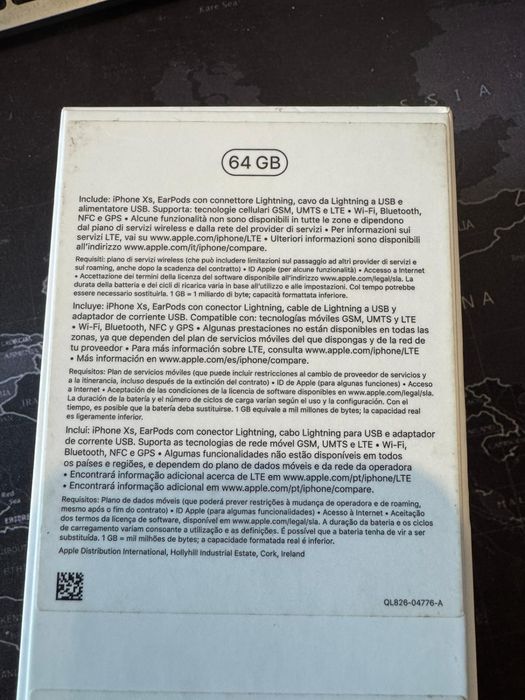 Kare Sea
S I A
64 GB
Include: iPhone Xs, EarPods con connettore Lightning, cavo da Lightning a USB e
alimentatore USB. Supporta: tecnologie cellulari GSM, UMTS e LTE • Wi-Fi, Bluetooth,
NFC e GPS • Alcune funzionalità non sono disponibili in tutte le zone e dipendono
dal piano di servizi wireless e dalla rete del provider di servizi • Per informazioni sui
servizi LTE, vai su www.apple.com/iphone/LTE • Ulteriori informazioni sono disponibili
all'indirizzo www.apple.com/it/iphone/compare.
Requisiti: piano di servizi wireless (che può includere limitazioni sul passaggio ad altri provider di servizi e
sul roaming, anche dopo la scadenza del contratto) • ID Apple (per alcune funzionalità) • Accesso a Internet
• Accettazione dei termini della licenza del software disponibili all'indirizzo www.apple.com/legal/sla. La
durata della batteria e dei cicli di ricarica varia in base all'utilizzo e alle impostazioni. Col tempo potrebbe
essere necessario sostituirla. 1 GB = 1 miliardo di byte; capacità formattata inferiore.
Incluye: iPhone Xs, EarPods con conector Lightning, cable de Lightning a USB y
adaptador de corriente USB. Compatible con: tecnologías móviles GSM, UMTS y LTE
• Wi-Fi, Bluetooth, NFC y GPS • Algunas prestaciones no están disponibles en todas las
zonas, ya que dependen del plan de servicios móviles del que dispongas y de la red de
tu proveedor • Para más información sobre LTE, consulta www.apple.com/iphone/LTE
• Más información en www.apple.com/es/iphone/compare.
Requisitos: Plan de servicios móviles (que puede incluir restricciones al cambio de proveedor de servicios y
a la itinerancia, incluso después de la extinción del contrato) • ID de Apple (para algunas funciones) • Acceso
a Internet • Aceptación de las condiciones de la licencia de software disponibles en www.apple.com/legal/sla.
La duración de la batería y el número de ciclos de carga varían según el uso y la configuración. Con el
tiempo, es posible que la batería deba sustituirse. 1 GB equivale a mil millones de bytes; la capacidad real
es ligeramente inferior.
Inclui: iPhone Xs, EarPods com conector Lightning, cabo Lightning para USB e adaptador
de corrente USB. Suporta as tecnologias de rede móvel GSM, UMTS e LTE • Wi-Fi,
Bluetooth, NFC e GPS • Algumas funcionalidades não estão disponíveis em todos
os países e regiões, e dependem do plano de dados móveis e da rede da operadora
• Encontrará informação adicional acerca de LTE em www.apple.com/pt/iphone/LTE
• Encontrará informação adicional em www.apple.com/pt/iphone/compare.
Requisitos: Plano de dados móveis (que poderá prever restrições à mudança de operadora e de roaming,
mesmo após o fim do contrato) • ID Apple (para algumas funcionalidades) • Acesso à Internet • Aceitação
dos termos da licença de software, disponível em www.apple.com/legal/sla. A duração da bateria e os ciclos
de carregamento variam consoante a utilização e as definições. É possível que a bateria tenha de vir a ser
substituída. 1 GB = mil milhões de bytes; a capacidade formatada real é inferior.
Apple Distribution International, Hollyhill Industrial Estate, Cork, Ireland
QL826-04776-A